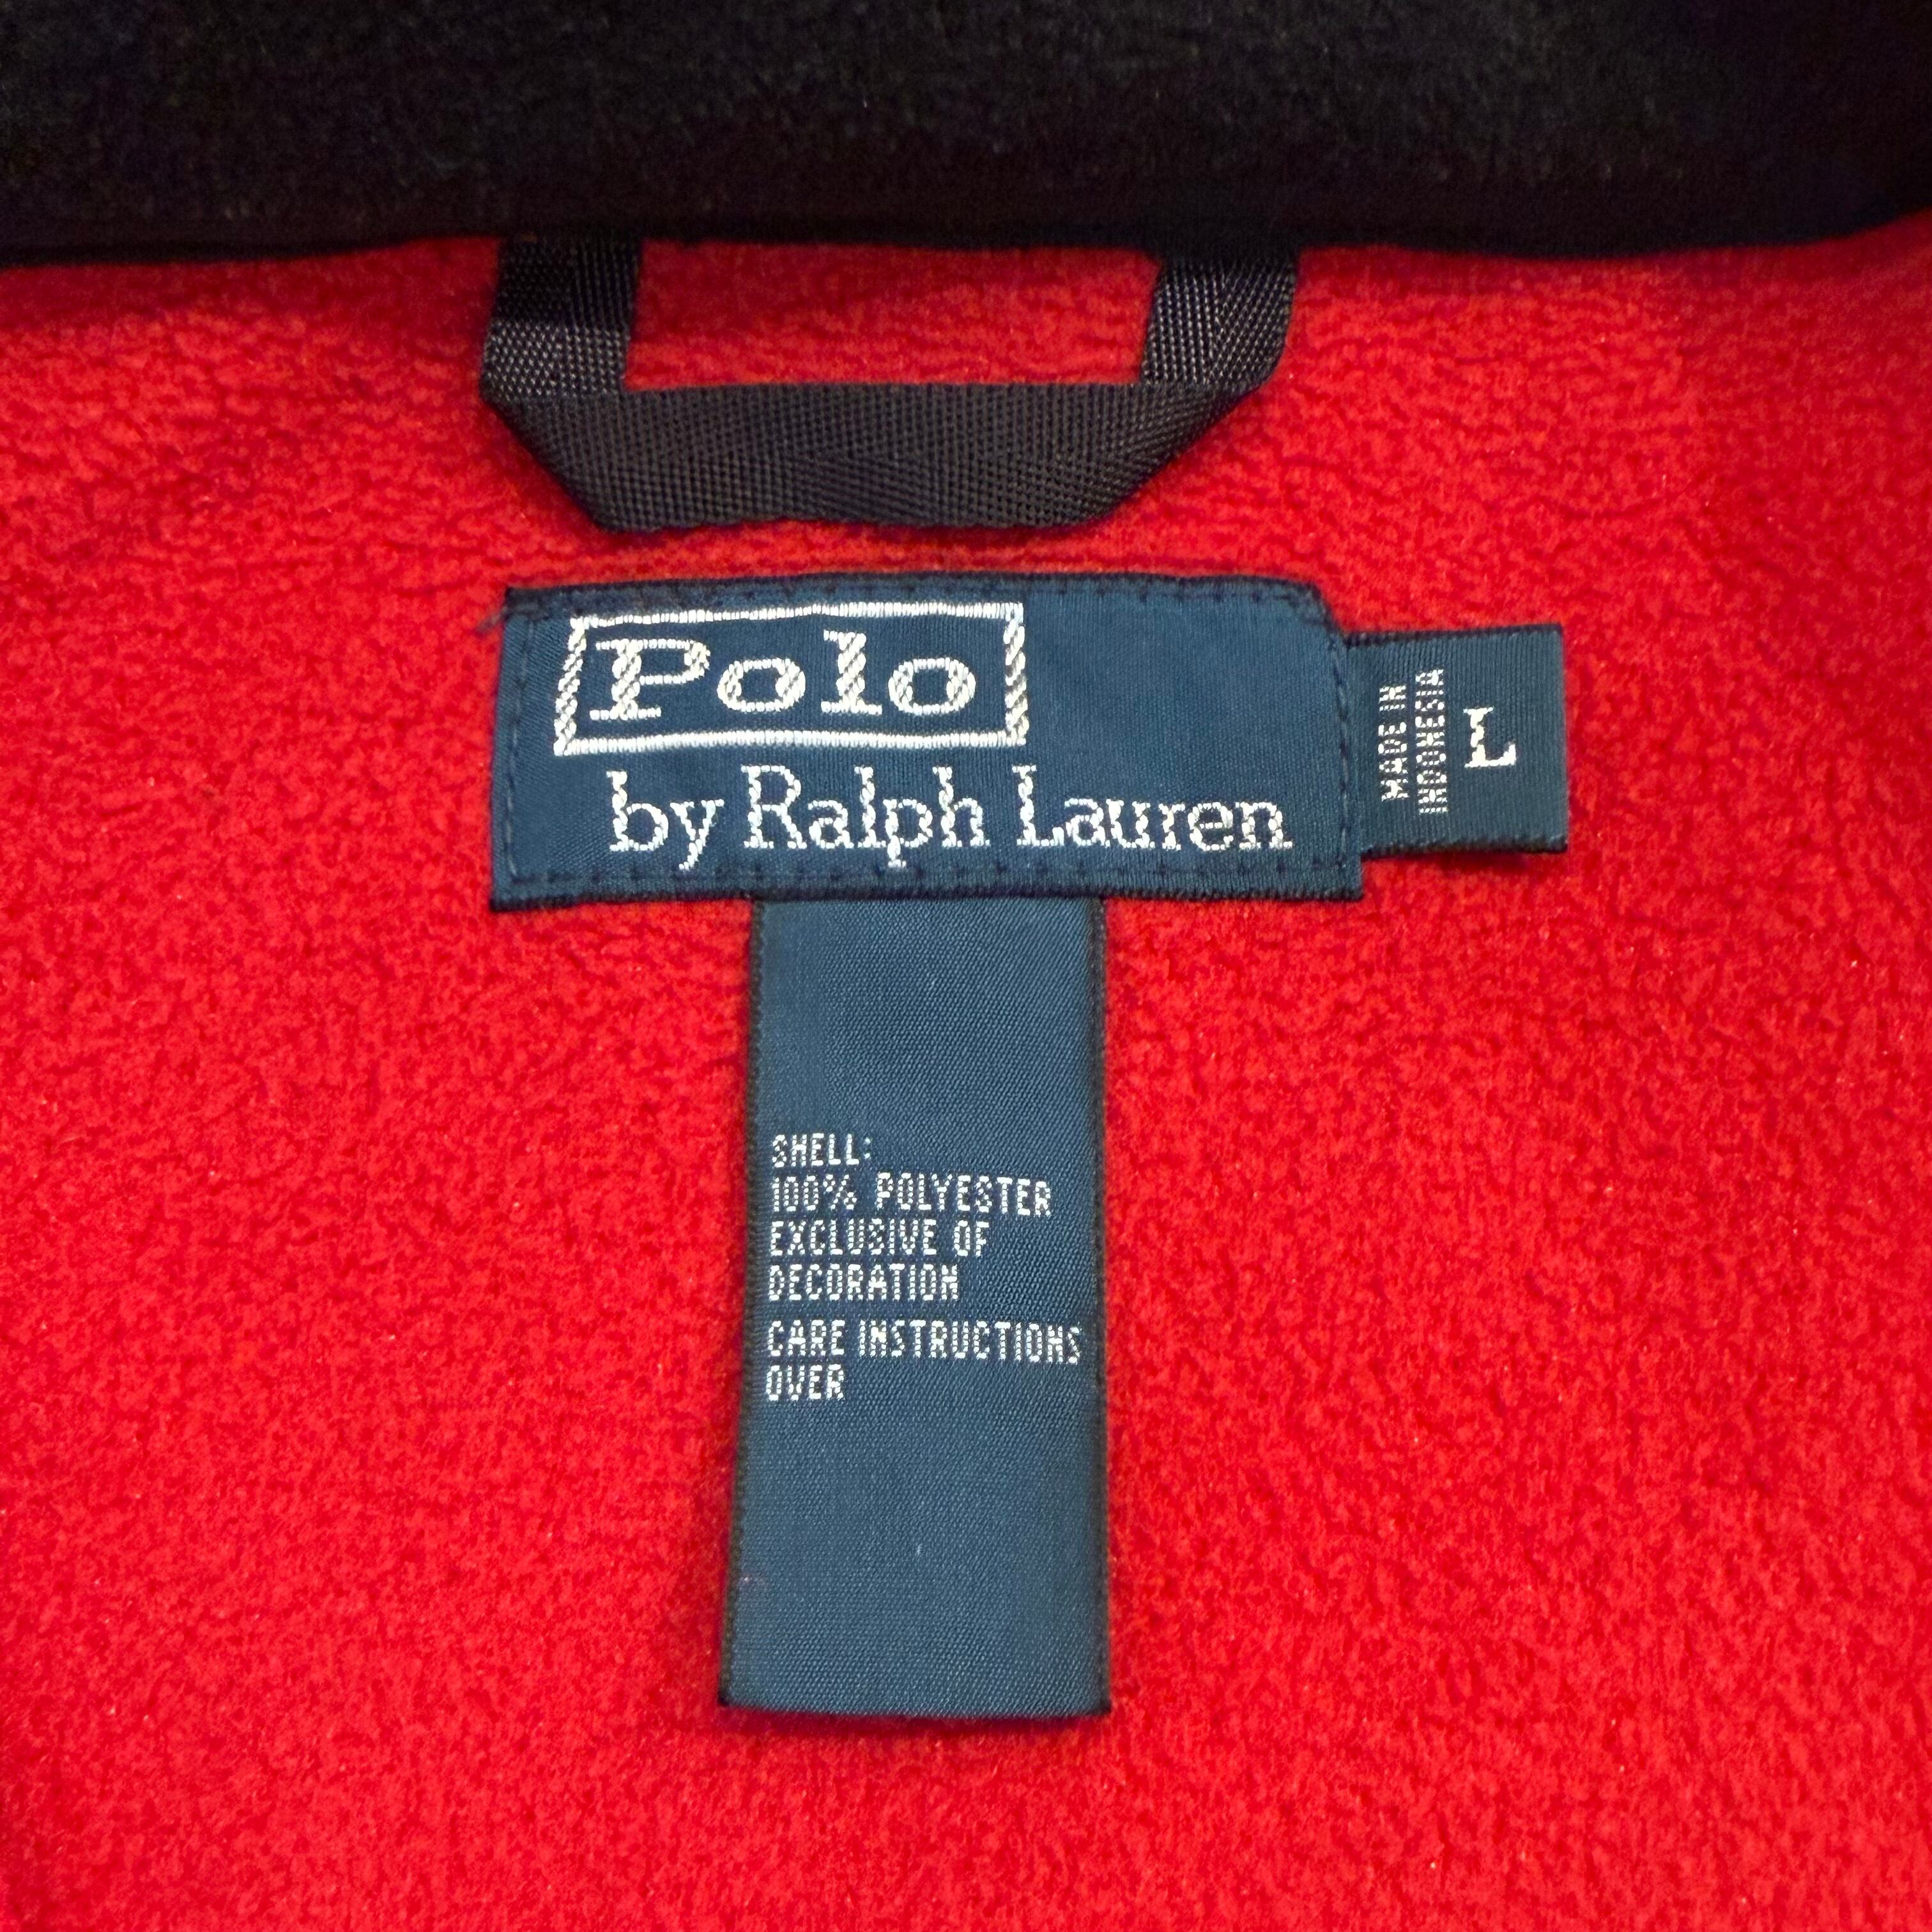 Polo
by Ralph Lauren
MADE IN
INDONESIA
L
SHELL:
100% POLYESTER
EXCLUSIVE OF
DECORATION
CARE INSTRUCTIONS
OVER